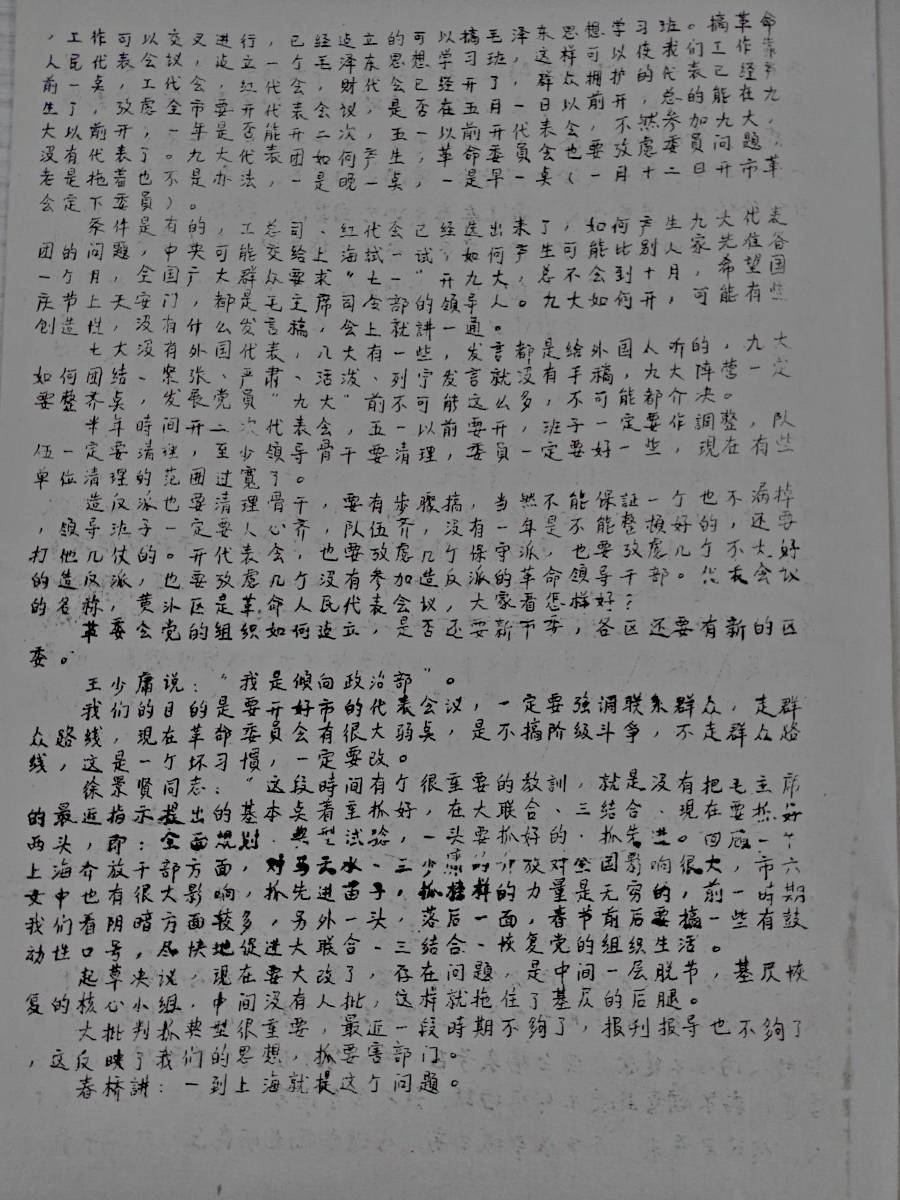 ，工作可以交叉进行，已经选立的可以搞毛泽东思想学习班。搞革命
人民代表会议，选立一个毛泽东思想学习班，这样可以使我们工作
前一矣，工代会，红代会，财代会已经开了，群众拥护的代表已经
生了，攷虑全市要开代表会议，是否在五月一日以前开，总的能在九
大以前开；一年是否能开二次，五一以前开代表会，不然参加九大，
没有代表了。九大代表团如何产生；革命委员会也要攷虑委员问题，
老是拖着也不是办法，一是晚一矣，一是早一矣（一月十二日开市革
会定下委员）。
条件是有的，工总司、红代会已经选出来了，如何产生九大代表
团的问题，中央可能交给上海拭一试，如何产生可能比别人家先准各
一个月，全国广大群众要求“七一”开九大，总不会到十月，希望国
庆节上天安门，都是毛主席司令部的领导人。九大如何开，可能有些
创造性，没有什么发言稿，会上就讲一通。
七大没有外国代表，八大有一些，发言都是给外国人听的，九大
如何团结、紧张、严肃、活泼、列宁发言就没有手稿，九大阵营一定
要整齐矣，发展党员“九大”前不可能这么多，不可能都介决。
半年時间开二次代表会，五一以前要开，班子一定要作調整，队
伍一定要清理，至少领导骨干要清理，委员一定要好一些，现在有些
单位清理的范囲过寬了。
造反派也要清理骨干，要有步驟搞，当然不能保証一个也不漏掉
，领导班子一定要人心齐，队伍齐，没有一年是不能整顿好的，还要
打他几仗的。开代表会，也要攷虑几个保守派，也要攷虑几个不大好
的造反派，也要攷虑几个没有参加造反派的革命领导干部。代表会议
的名称，黄浦区是革命人民代表会议，大家看怎样好？
革委会党的组织如何选立，是否还要新市委，各区还要有新的区
委。
王少庸说：“我是倾向政治部”。
我们的目的是要开好市的代表会议，一定要强调联系群众，走群
众路线，现在革命委员会有很大弱矣，是不搞阶级斗争，不走群众路
线，这是一个坏习惯，一定要改。
徐景贤同志：“这段時间有个很重要的教訓，就是没有把毛主席
的最近指示提出的基本矣着重抓好，在大联合、三结合、现在要抓好
两头，即：全面规划、典型试验，一头要抓好的，抓先进。回顾一下
上海介放干部方面，对马天水、王少庸的介放对全国影响很大，市六
女中也有很大影响，抓先进苗子，抓榜样的力量是无穷的，前一時期
我们看阴暗方面较多，另外一头，落后一面，春节前后要搞一些有鼓
动性口号，尽快地促进大联合、三结合、恢复党的组织生活。
起草决议，现在要大改了，存在问题，是中间一层脱节，基层恢
复的核心小组，中间没有人批，这样就拖住了基层的后腿。
大批判抓典型很重要，最近一段時期不夠了，报刊报导也不夠了
，这反映了我们的思想，抓要害部门。
春桥讲：一到上海就提这个问题。